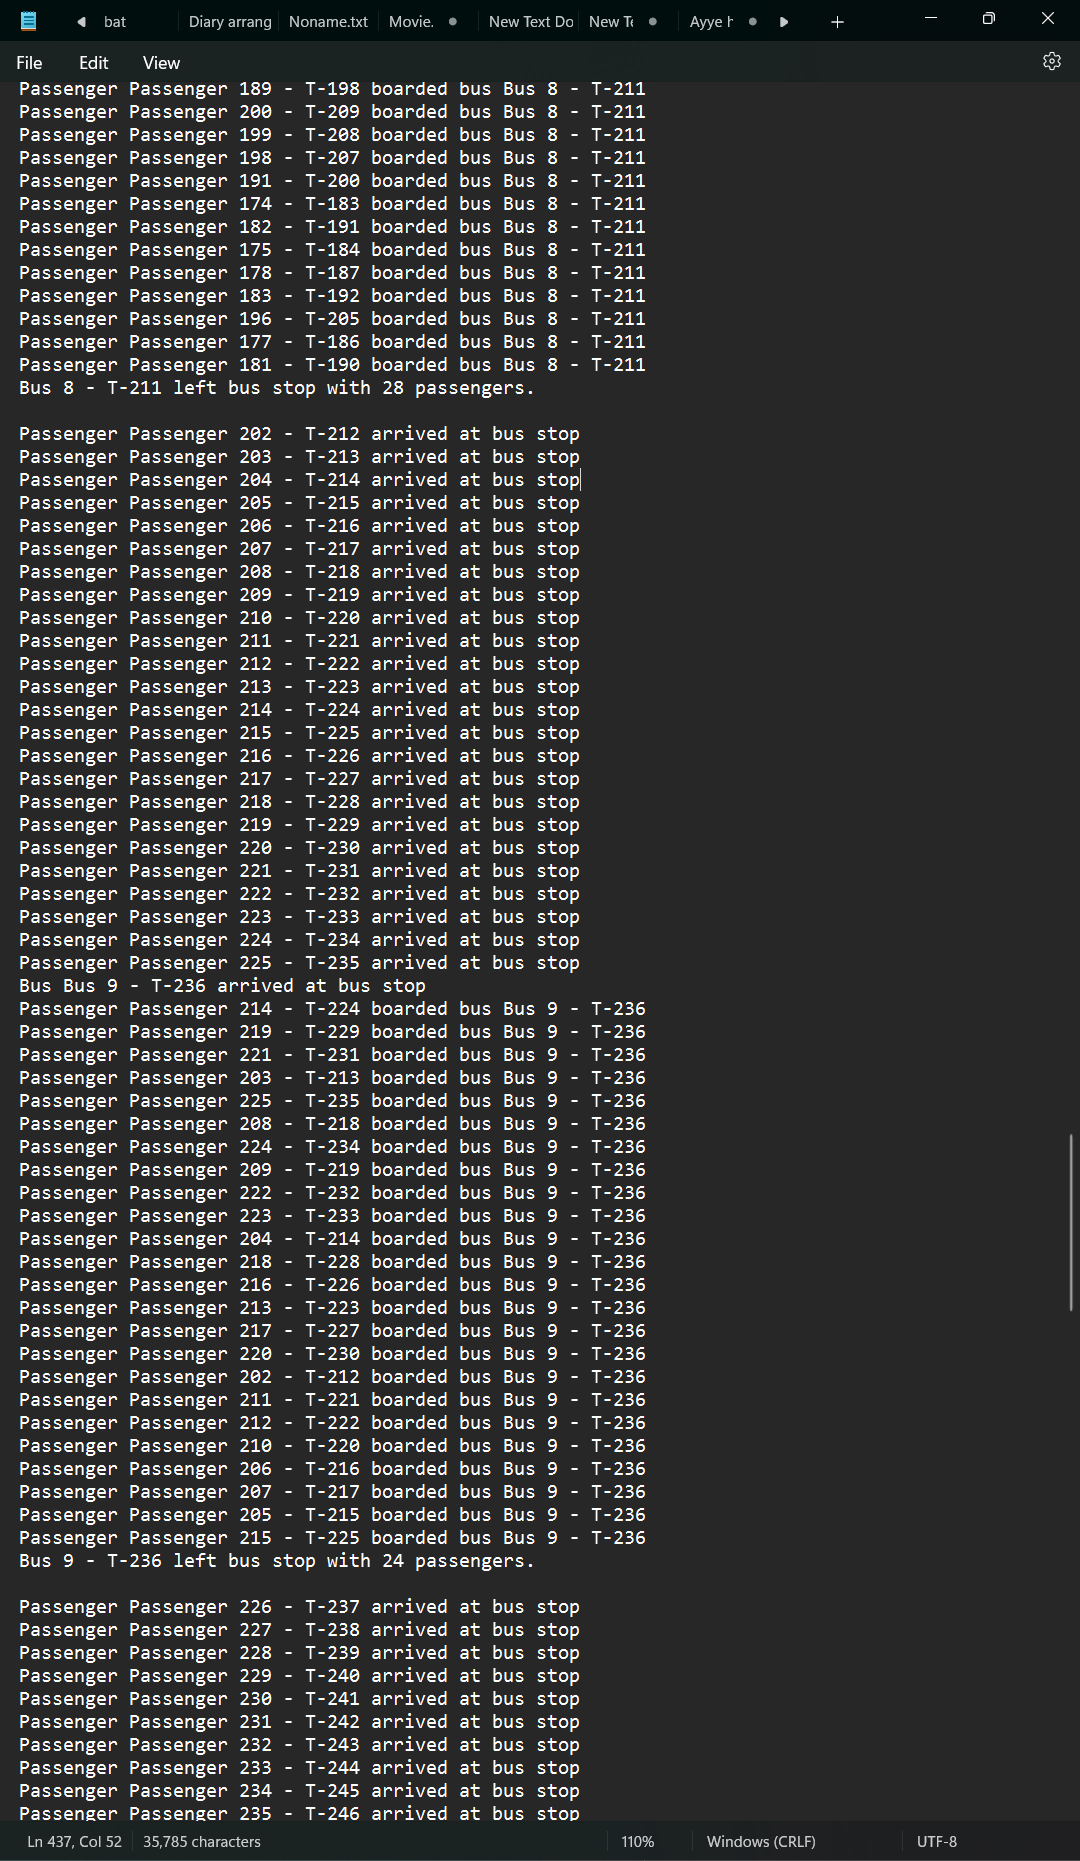 bat Diary arrang Noname.txt Movie. New Text Do New Te Ayye h
File Edit View
Passenger Passenger 189 - T-198 boarded bus Bus 8 - T-211
Passenger Passenger 200 - T-209 boarded bus Bus 8 - T-211
Passenger Passenger 199 - T-208 boarded bus Bus 8 - T-211
Passenger Passenger 198 - T-207 boarded bus Bus 8 - T-211
Passenger Passenger 191 - T-200 boarded bus Bus 8 - T-211
Passenger Passenger 174 - T-183 boarded bus Bus 8 - T-211
Passenger Passenger 182 - T-191 boarded bus Bus 8 - T-211
Passenger Passenger 175 - T-184 boarded bus Bus 8 - T-211
Passenger Passenger 178 - T-187 boarded bus Bus 8 - T-211
Passenger Passenger 183 - T-192 boarded bus Bus 8 - T-211
Passenger Passenger 196 - T-205 boarded bus Bus 8 - T-211
Passenger Passenger 177 - T-186 boarded bus Bus 8 - T-211
Passenger Passenger 181 - T-190 boarded bus Bus 8 - T-211
Bus 8 - T-211 left bus stop with 28 passengers.
Passenger Passenger 202 - T-212 arrived at bus stop
Passenger Passenger 203 - T-213 arrived at bus stop
Passenger Passenger 204 - T-214 arrived at bus stop
Passenger Passenger 205 - T-215 arrived at bus stop
Passenger Passenger 206 - T-216 arrived at bus stop
Passenger Passenger 207 - T-217 arrived at bus stop
Passenger Passenger 208 - T-218 arrived at bus stop
Passenger Passenger 209 - T-219 arrived at bus stop
Passenger Passenger 210 - T-220 arrived at bus stop
Passenger Passenger 211 - T-221 arrived at bus stop
Passenger Passenger 212 - T-222 arrived at bus stop
Passenger Passenger 213 - T-223 arrived at bus stop
Passenger Passenger 214 - T-224 arrived at bus stop
Passenger Passenger 215 - T-225 arrived at bus stop
Passenger Passenger 216 - T-226 arrived at bus stop
Passenger Passenger 217 - T-227 arrived at bus stop
Passenger Passenger 218 - T-228 arrived at bus stop
Passenger Passenger 219 - T-229 arrived at bus stop
Passenger Passenger 220 - T-230 arrived at bus stop
Passenger Passenger 221 - T-231 arrived at bus stop
Passenger Passenger 222 - T-232 arrived at bus stop
Passenger Passenger 223 - T-233 arrived at bus stop
Passenger Passenger 224 - T-234 arrived at bus stop
Passenger Passenger 225 - T-235 arrived at bus stop
Bus Bus 9 - T-236 arrived at bus stop
Passenger Passenger 214 - T-224 boarded bus Bus 9 - T-236
Passenger Passenger 219 - T-229 boarded bus Bus 9 - T-236
Passenger Passenger 221 - T-231 boarded bus Bus 9 - T-236
Passenger Passenger 203 - T-213 boarded bus Bus 9 - T-236
Passenger Passenger 225 - T-235 boarded bus Bus 9 - T-236
Passenger Passenger 208 - T-218 boarded bus Bus 9 - T-236
Passenger Passenger 224 - T-234 boarded bus Bus 9 - T-236
Passenger Passenger 209 - T-219 boarded bus Bus 9 - T-236
Passenger Passenger 222 - T-232 boarded bus Bus 9 - T-236
Passenger Passenger 223 - T-233 boarded bus Bus 9 - T-236
Passenger Passenger 204 - T-214 boarded bus Bus 9 - T-236
Passenger Passenger 218 - T-228 boarded bus Bus 9 - T-236
Passenger Passenger 216 - T-226 boarded bus Bus 9 - T-236
Passenger Passenger 213 - T-223 boarded bus Bus 9 - T-236
Passenger Passenger 217 - T-227 boarded bus Bus 9 - T-236
Passenger Passenger 220 - T-230 boarded bus Bus 9 - T-236
Passenger Passenger 202 - T-212 boarded bus Bus 9 - T-236
Passenger Passenger 211 - T-221 boarded bus Bus 9 - T-236
Passenger Passenger 212 - T-222 boarded bus Bus 9 - T-236
Passenger Passenger 210 - T-220 boarded bus Bus 9 - T-236
Passenger Passenger 206 - T-216 boarded bus Bus 9 - T-236
Passenger Passenger 207 - T-217 boarded bus Bus 9 - T-236
Passenger Passenger 205 - T-215 boarded bus Bus 9 - T-236
Passenger Passenger 215 - T-225 boarded bus Bus 9 - T-236
Bus 9 - T-236 left bus stop with 24 passengers.
Passenger Passenger 226 - T-237 arrived at bus stop
Passenger Passenger 227 - T-238 arrived at bus stop
Passenger Passenger 228 - T-239 arrived at bus stop
Passenger Passenger 229 - T-240 arrived at bus stop
Passenger Passenger 230 - T-241 arrived at bus stop
Passenger Passenger 231 - T-242 arrived at bus stop
Passenger Passenger 232 - T-243 arrived at bus stop
Passenger Passenger 233 - T-244 arrived at bus stop
Passenger Passenger 234 - T-245 arrived at bus stop
Passenger Passenger 235 - T-246 arrived at bus stop
Ln 437, Col 52 35,785 characters 110% Windows (CRLF) UTF-8